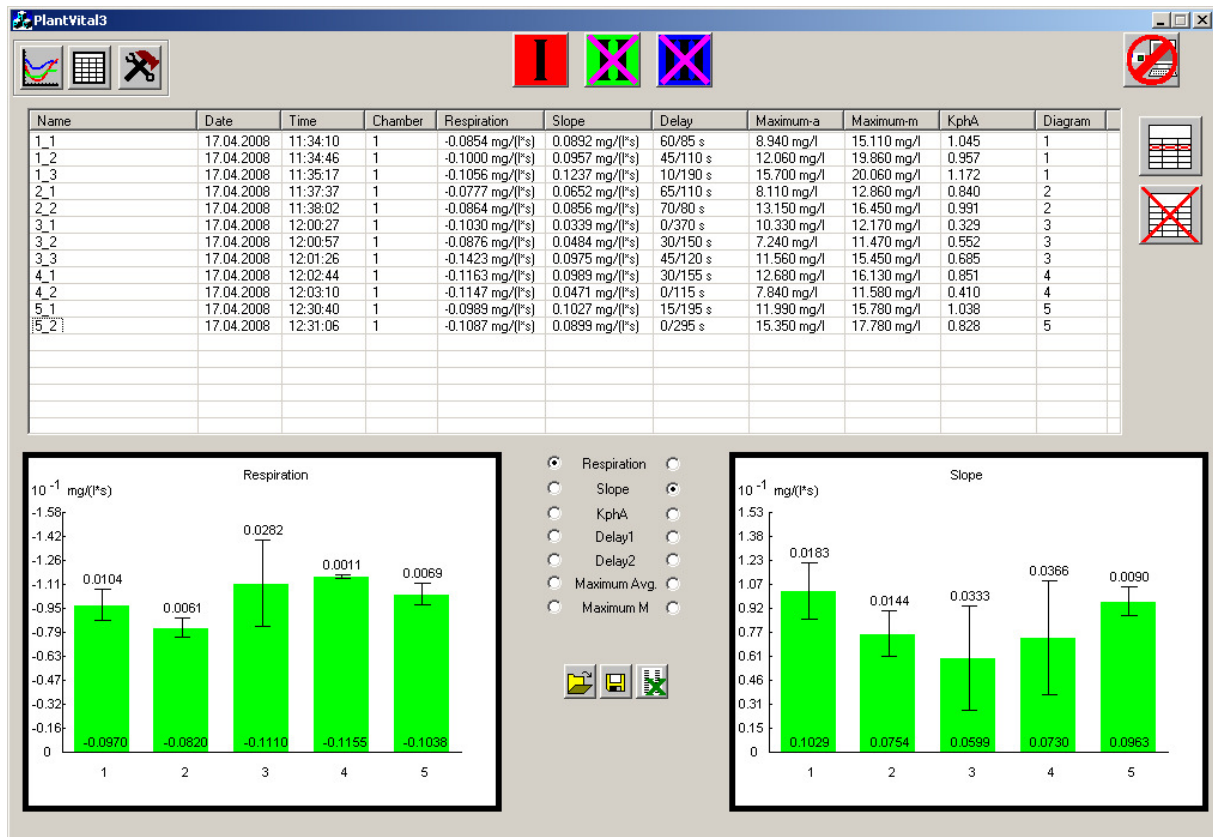 PlantVital3
I II III
Name Date Time Chamber Respiration Slope Delay Maximum-a Maximum-m KphA Diagram
1_1 17.04.2008 11:34:10 1 -0.0854 mg/(l*s) 0.0892 mg/(l*s) 60/85 s 8.940 mg/l 15.110 mg/l 1.045 1
1_2 17.04.2008 11:34:46 1 -0.1000 mg/(l*s) 0.0957 mg/(l*s) 45/110 s 12.060 mg/l 19.860 mg/l 0.957 1
1_3 17.04.2008 11:35:17 1 -0.1056 mg/(l*s) 0.1237 mg/(l*s) 10/190 s 15.700 mg/l 20.060 mg/l 1.172 1
2_1 17.04.2008 11:37:37 1 -0.0777 mg/(l*s) 0.0652 mg/(l*s) 65/110 s 8.110 mg/l 12.860 mg/l 0.840 2
2_2 17.04.2008 11:38:02 1 -0.0864 mg/(l*s) 0.0856 mg/(l*s) 70/80 s 13.150 mg/l 16.450 mg/l 0.991 2
3_1 17.04.2008 12:00:27 1 -0.1030 mg/(l*s) 0.0339 mg/(l*s) 0/370 s 10.330 mg/l 12.170 mg/l 0.329 3
3_2 17.04.2008 12:00:57 1 -0.0876 mg/(l*s) 0.0484 mg/(l*s) 30/150 s 7.240 mg/l 11.470 mg/l 0.552 3
3_3 17.04.2008 12:01:26 1 -0.1423 mg/(l*s) 0.0975 mg/(l*s) 45/120 s 11.560 mg/l 15.450 mg/l 0.685 3
4_1 17.04.2008 12:02:44 1 -0.1163 mg/(l*s) 0.0989 mg/(l*s) 30/155 s 12.680 mg/l 16.130 mg/l 0.851 4
4_2 17.04.2008 12:03:10 1 -0.1147 mg/(l*s) 0.0471 mg/(l*s) 0/115 s 7.840 mg/l 11.580 mg/l 0.410 4
5_1 17.04.2008 12:30:40 1 -0.0989 mg/(l*s) 0.1027 mg/(l*s) 15/195 s 11.990 mg/l 15.780 mg/l 1.038 5
5_2 17.04.2008 12:31:06 1 -0.1087 mg/(l*s) 0.0899 mg/(l*s) 0/295 s 15.350 mg/l 17.780 mg/l 0.828 5
Respiration
10 -1 mg/(l*s)
-1.58
-1.42
-1.26
-1.11
-0.95
-0.79
-0.63
-0.47
-0.32
-0.16
0
0.0104 0.0061 0.0282 0.0011 0.0069
-0.0970 -0.0820 -0.1110 -0.1155 -0.1038
1 2 3 4 5
Respiration
Slope
KphA
Delay1
Delay2
Maximum Avg.
Maximum M
Slope
10 -1 mg/(l*s)
1.53
1.38
1.23
1.07
0.92
0.77
0.61
0.46
0.31
0.15
0
0.0183 0.0144 0.0333 0.0366 0.0090
0.1029 0.0754 0.0599 0.0730 0.0963
1 2 3 4 5